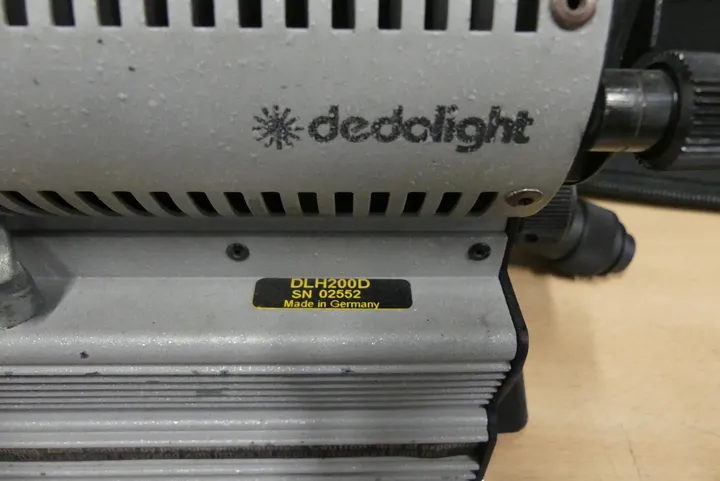 dedolight
DLH200D
SN 02552
Made in Germany